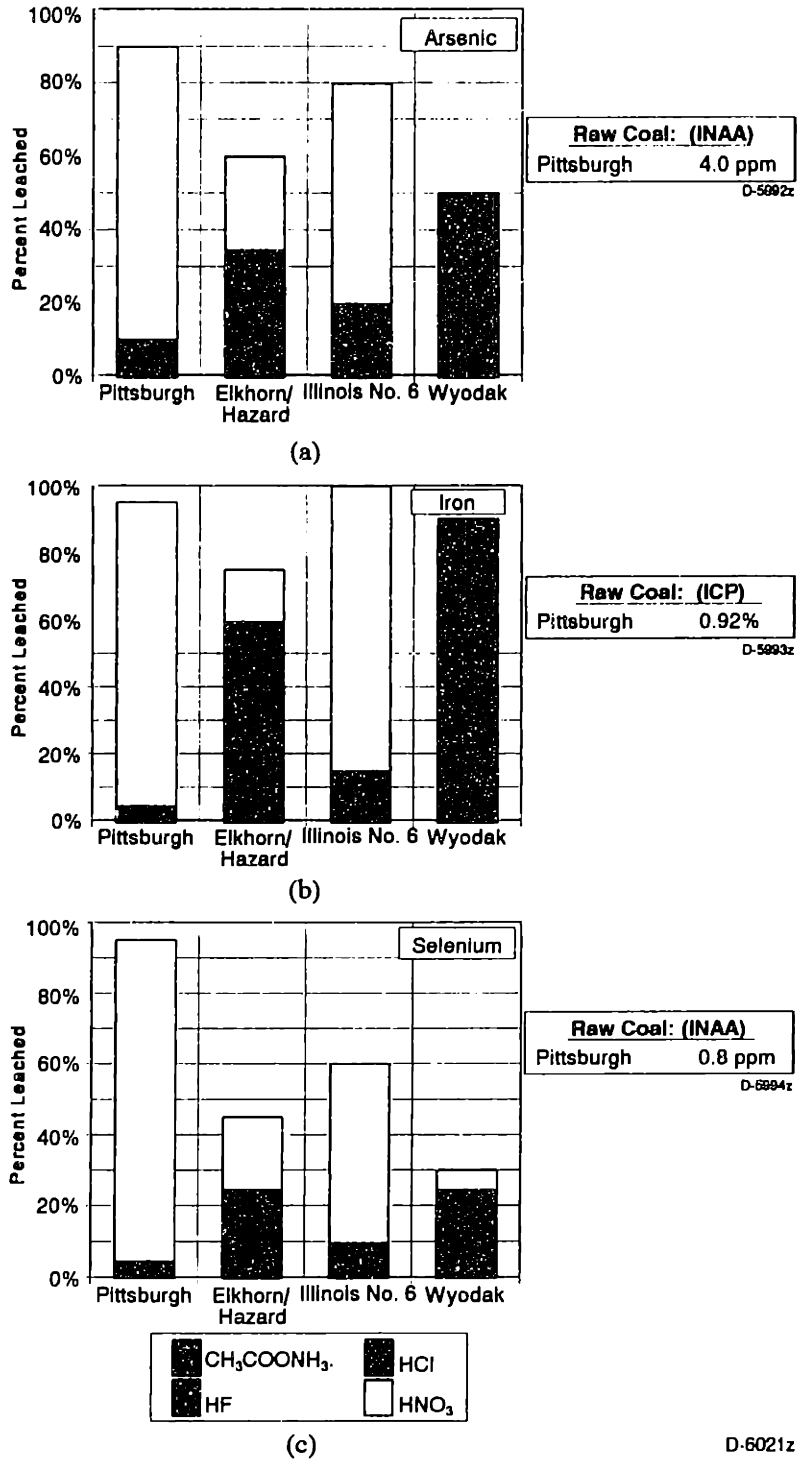 100%
80%
60%
40%
20%
0%
Percent Leached
Arsenic
Pittsburgh Elkhorn/ Illinois No. 6 Wyodak
Hazard
Raw Coal: (INAA)
Pittsburgh 4.0 ppm
D-5992z
(a)
100%
80%
60%
40%
20%
0%
Percent Leached
Iron
Pittsburgh Elkhorn/ Illinois No. 6 Wyodak
Hazard
Raw Coal: (ICP)
Pittsburgh 0.92%
D-5993z
(b)
100%
80%
60%
40%
20%
0%
Percent Leached
Selenium
Pittsburgh Elkhorn/ Illinois No. 6 Wyodak
Hazard
Raw Coal: (INAA)
Pittsburgh 0.8 ppm
D-5994z
CH₃COONH₃. HCl
HF HNO₃
(c)
D-6021z